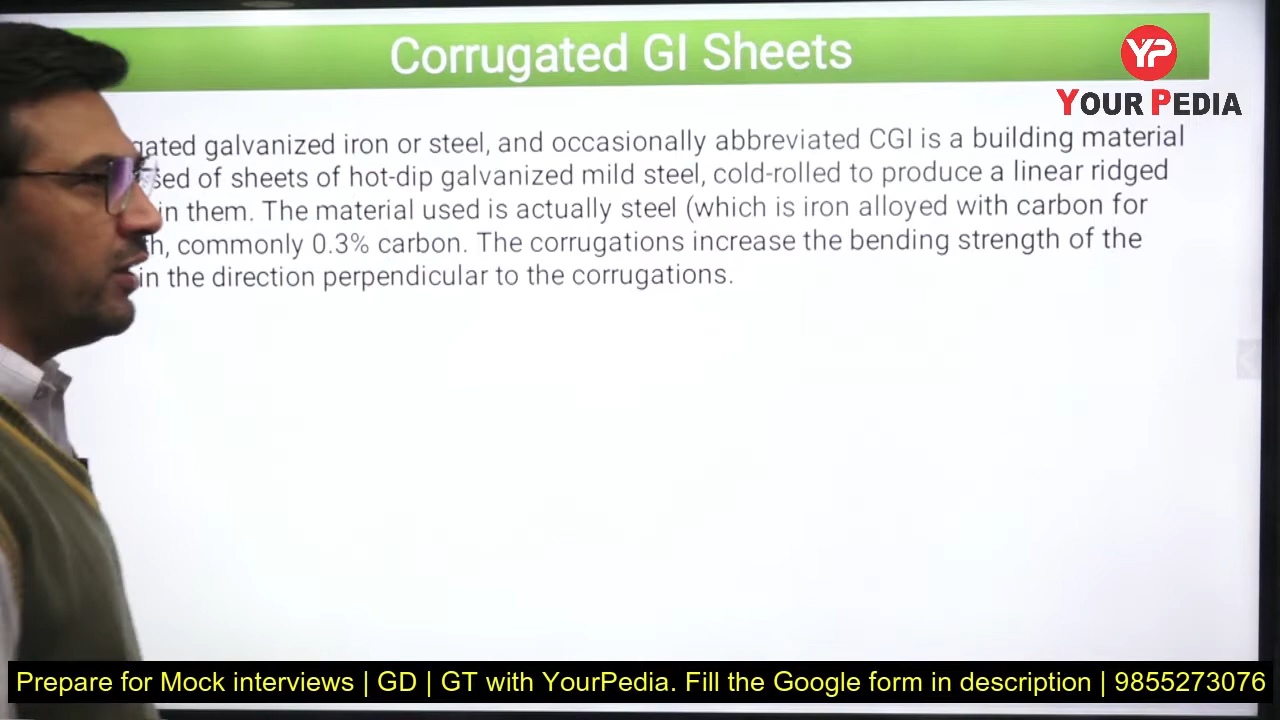 Corrugated GI Sheets
YP
YOUR PEDIA
gated galvanized iron or steel, and occasionally abbreviated CGI is a building material
sed of sheets of hot-dip galvanized mild steel, cold-rolled to produce a linear ridged
in them. The material used is actually steel (which is iron alloyed with carbon for
h, commonly 0.3% carbon. The corrugations increase the bending strength of the
in the direction perpendicular to the corrugations.
Prepare for Mock interviews | GD | GT with YourPedia. Fill the Google form in description | 9855273076